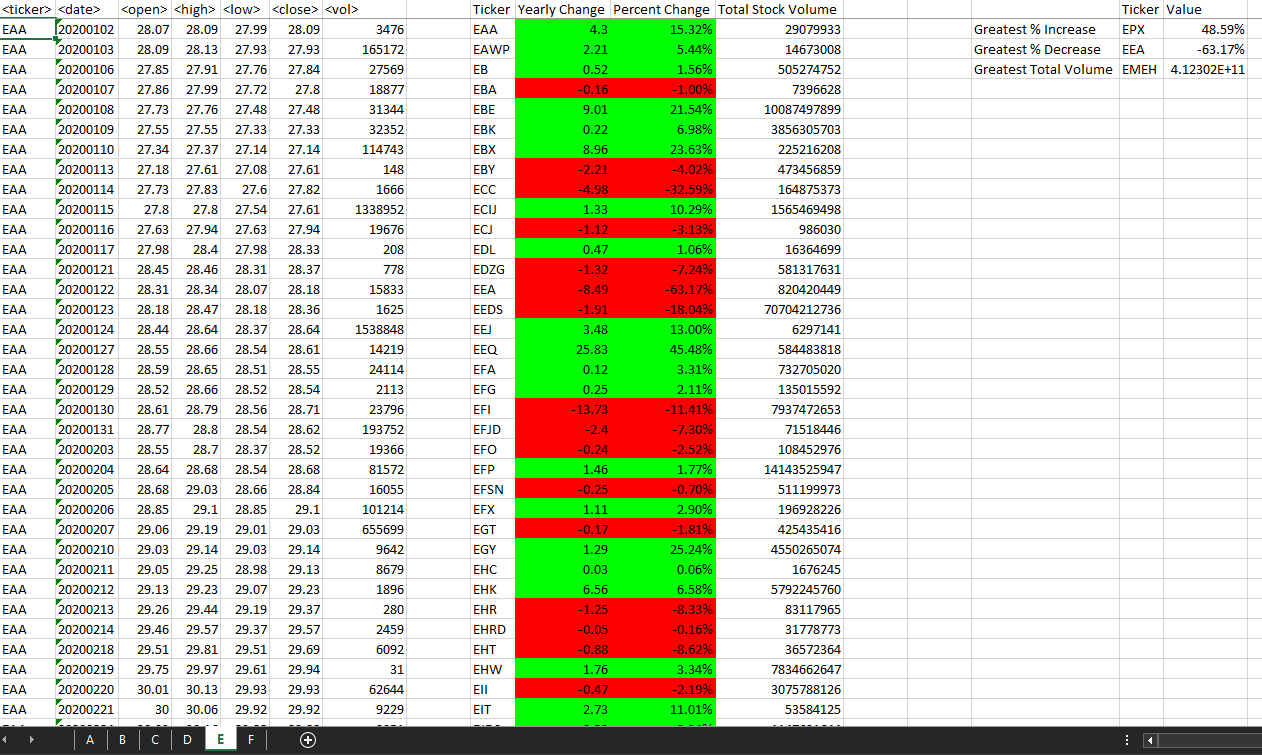 <ticker> <date> <open> <high> <low> <close> <vol> Ticker Yearly Change Percent Change Total Stock Volume Ticker Value
EAA 20200102 28.07 28.09 27.99 28.09 3476 EAA 4.3 15.32% 29079933 Greatest % Increase EPX 48.59%
EAA 20200103 28.09 28.13 27.93 27.93 165172 EAWP 2.21 5.44% 14673008 Greatest % Decrease EEA -63.17%
EAA 20200106 27.85 27.91 27.76 27.84 27569 EB 0.52 1.56% 505274752 Greatest Total Volume EMEH 4.12302E+11
EAA 20200107 27.86 27.99 27.72 27.8 18877 EBA -0.16 -1.00% 7396628
EAA 20200108 27.73 27.76 27.48 27.48 31344 EBE 9.01 21.54% 10087497899
EAA 20200109 27.55 27.55 27.33 27.33 32352 EBK 0.22 6.98% 3856305703
EAA 20200110 27.34 27.37 27.14 27.14 114743 EBX 8.96 23.63% 225216208
EAA 20200113 27.18 27.61 27.08 27.61 148 EBY -2.21 -4.02% 473456859
EAA 20200114 27.73 27.83 27.6 27.82 1666 ECC -4.98 -32.59% 164875373
EAA 20200115 27.8 27.8 27.54 27.61 1338952 ECIJ 1.33 10.29% 1565469498
EAA 20200116 27.63 27.94 27.63 27.94 19676 ECJ -1.12 -3.13% 986030
EAA 20200117 27.98 28.4 27.98 28.33 208 EDL 0.47 1.06% 16364699
EAA 20200121 28.45 28.46 28.31 28.37 778 EDZG -1.32 -7.24% 581317631
EAA 20200122 28.31 28.34 28.07 28.18 15833 EEA -8.49 -63.17% 820420449
EAA 20200123 28.18 28.47 28.18 28.36 1625 EEDS -1.91 -18.04% 70704212736
EAA 20200124 28.44 28.64 28.37 28.64 1538848 EEJ 3.48 13.00% 6297141
EAA 20200127 28.55 28.66 28.54 28.61 14219 EEQ 25.83 45.48% 584483818
EAA 20200128 28.59 28.65 28.51 28.55 24114 EFA 0.12 3.31% 732705020
EAA 20200129 28.52 28.66 28.52 28.54 2113 EFG 0.25 2.11% 135015592
EAA 20200130 28.61 28.79 28.56 28.71 23796 EFI -13.73 -11.41% 7937472653
EAA 20200131 28.77 28.8 28.54 28.62 193752 EFJD -2.4 -7.30% 71518446
EAA 20200203 28.55 28.7 28.37 28.52 19366 EFO -0.24 -2.52% 108452976
EAA 20200204 28.64 28.68 28.54 28.68 81572 EFP 1.46 1.77% 14143525947
EAA 20200205 28.68 29.03 28.66 28.84 16055 EFSN -0.25 -0.70% 511199973
EAA 20200206 28.85 29.1 28.85 29.1 101214 EFX 1.11 2.90% 196928226
EAA 20200207 29.06 29.19 29.01 29.03 655699 EGT -0.17 -1.81% 425435416
EAA 20200210 29.03 29.14 29.03 29.14 9642 EGY 1.29 25.24% 4550265074
EAA 20200211 29.05 29.25 28.98 29.13 8679 EHC 0.03 0.06% 1676245
EAA 20200212 29.13 29.23 29.07 29.23 1896 EHK 6.56 6.58% 5792245760
EAA 20200213 29.26 29.44 29.19 29.37 280 EHR -1.25 -8.33% 83117965
EAA 20200214 29.46 29.57 29.37 29.57 2459 EHRD -0.05 -0.16% 31778773
EAA 20200218 29.51 29.81 29.51 29.69 6092 EHT -0.88 -8.62% 36572364
EAA 20200219 29.75 29.97 29.61 29.94 31 EHW 1.76 3.34% 7834662647
EAA 20200220 30.01 30.13 29.93 29.93 62644 EII -0.47 -2.19% 3075788126
EAA 20200221 30 30.06 29.92 29.92 9229 EIT 2.73 11.01% 53584125
A B C D E F